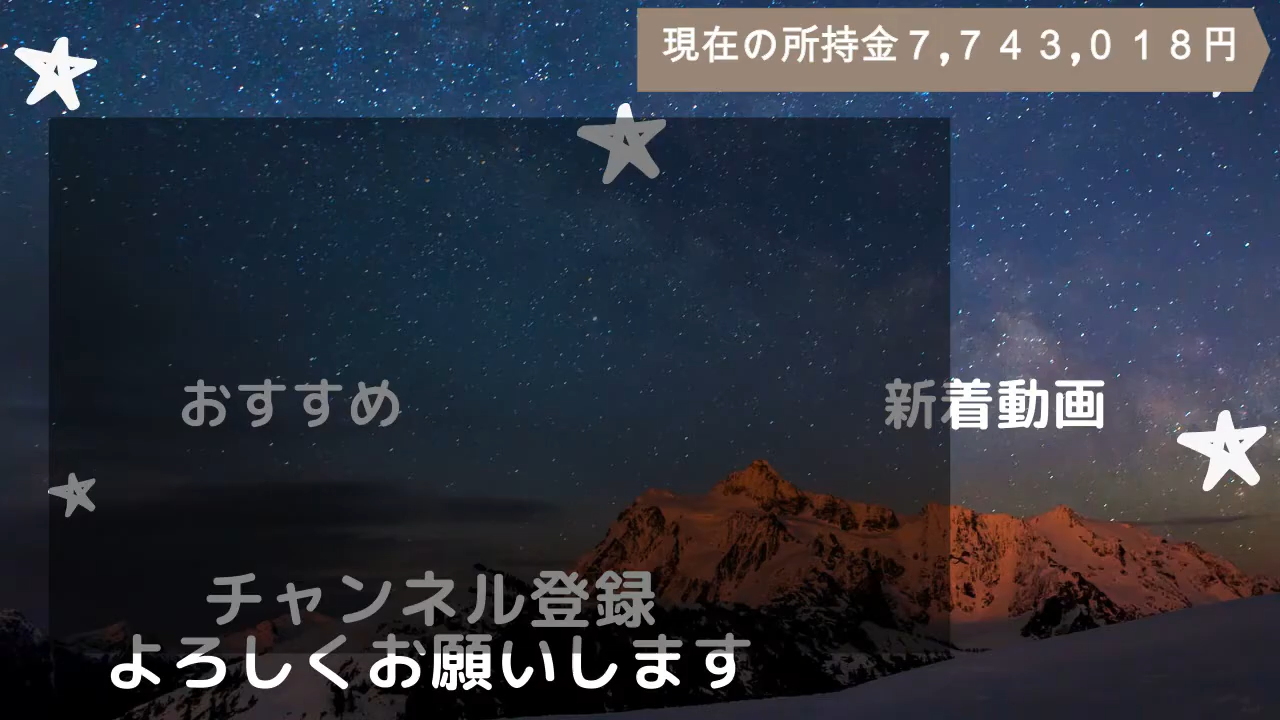 現在の所持金７,７４３,０１８円
おすすめ
新着動画
チャンネル登録
よろしくお願いします